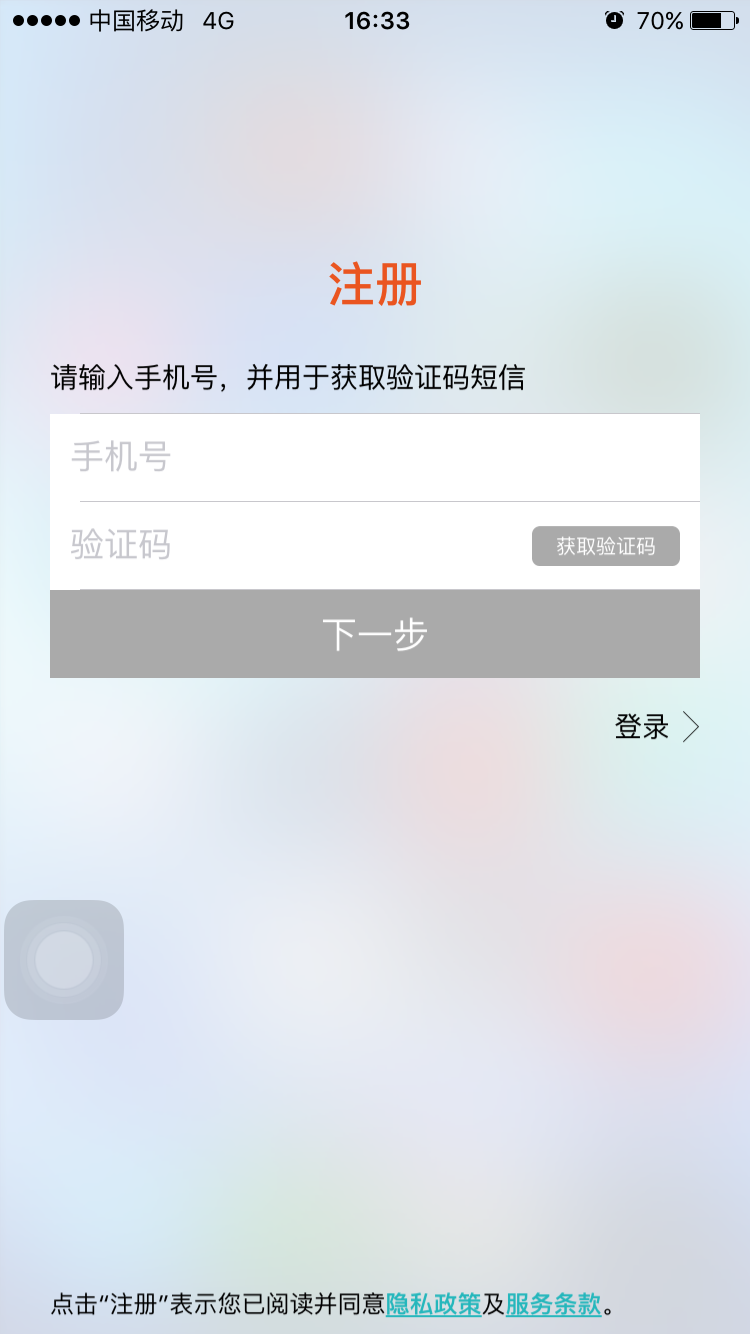 中国移动 4G 16:33 70%
注册
请输入手机号，并用于获取验证码短信
手机号
验证码 获取验证码
下一步
登录
点击“注册”表示您已阅读并同意隐私政策及服务条款。